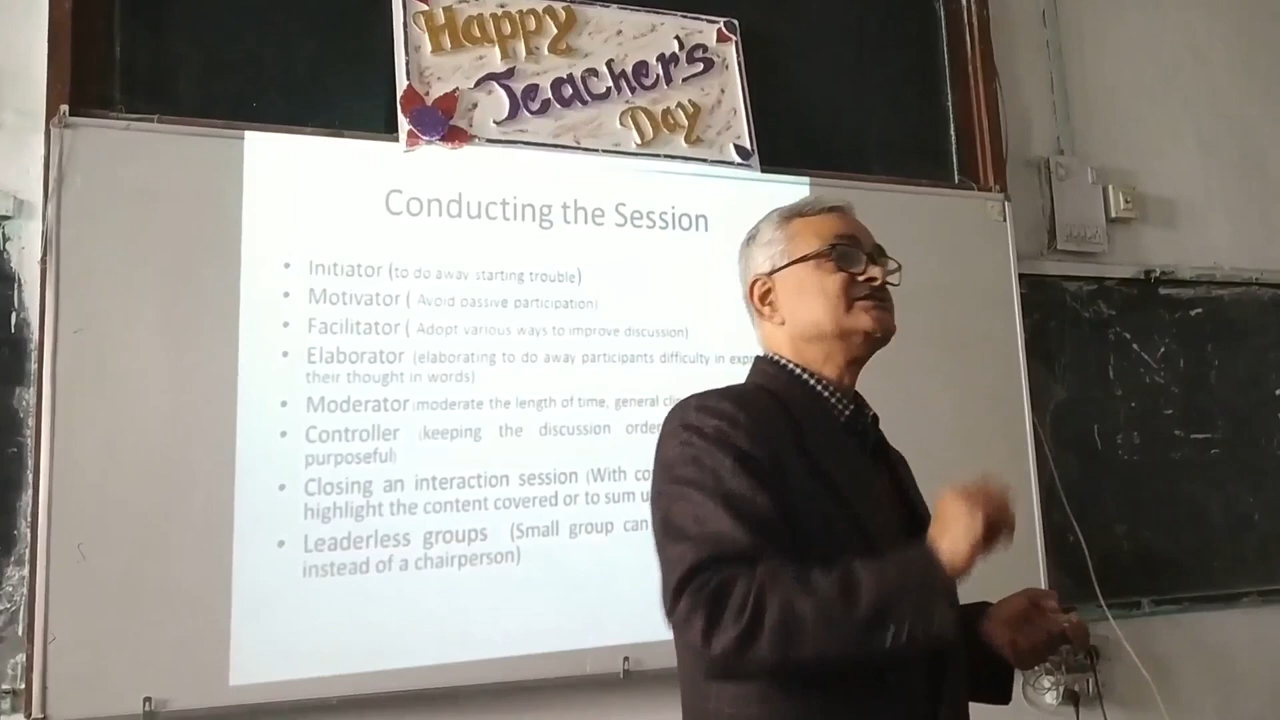 Happy
Teacher's
Day
Conducting the Session
• Initiator (to do away starting trouble)
• Motivator ( Avoid passive participation)
• Facilitator ( Adopt various ways to improve discussion)
• Elaborator (elaborating to do away participants difficulty in
their thought in words)
• Moderator (moderate the length of time, general
• Controller (keeping the discussion
purposeful)
• Closing an interaction session (With
highlight the content covered or to sum
• Leaderless groups (Small group can
instead of a chairperson)